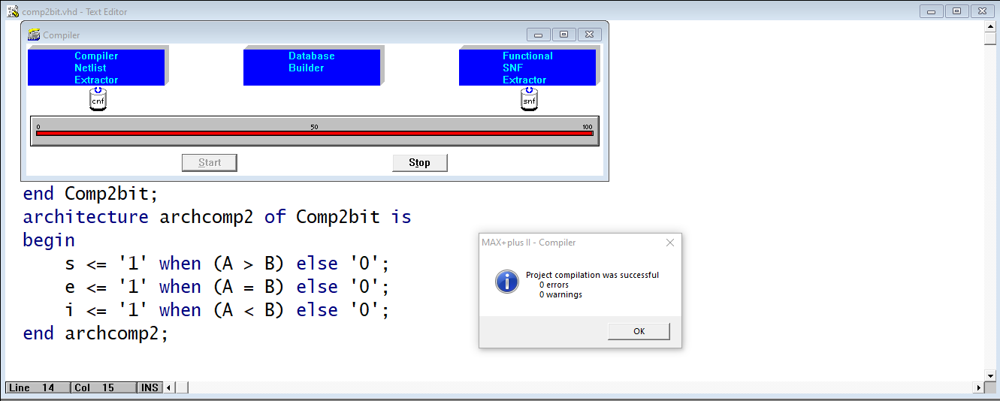 comp2bit.vhd - Text Editor
Compiler
Compiler
Netlist
Extractor
Database
Builder
Functional
SNF
Extractor
cnf
snf
0 50 100
Start
Stop
end Comp2bit;
architecture archcomp2 of Comp2bit is
begin
    s <= '1' when (A > B) else '0';
    e <= '1' when (A = B) else '0';
    i <= '1' when (A < B) else '0';
end archcomp2;
MAX+plus II - Compiler
Project compilation was successful
0 errors
0 warnings
OK
Line 14 Col 15 INS